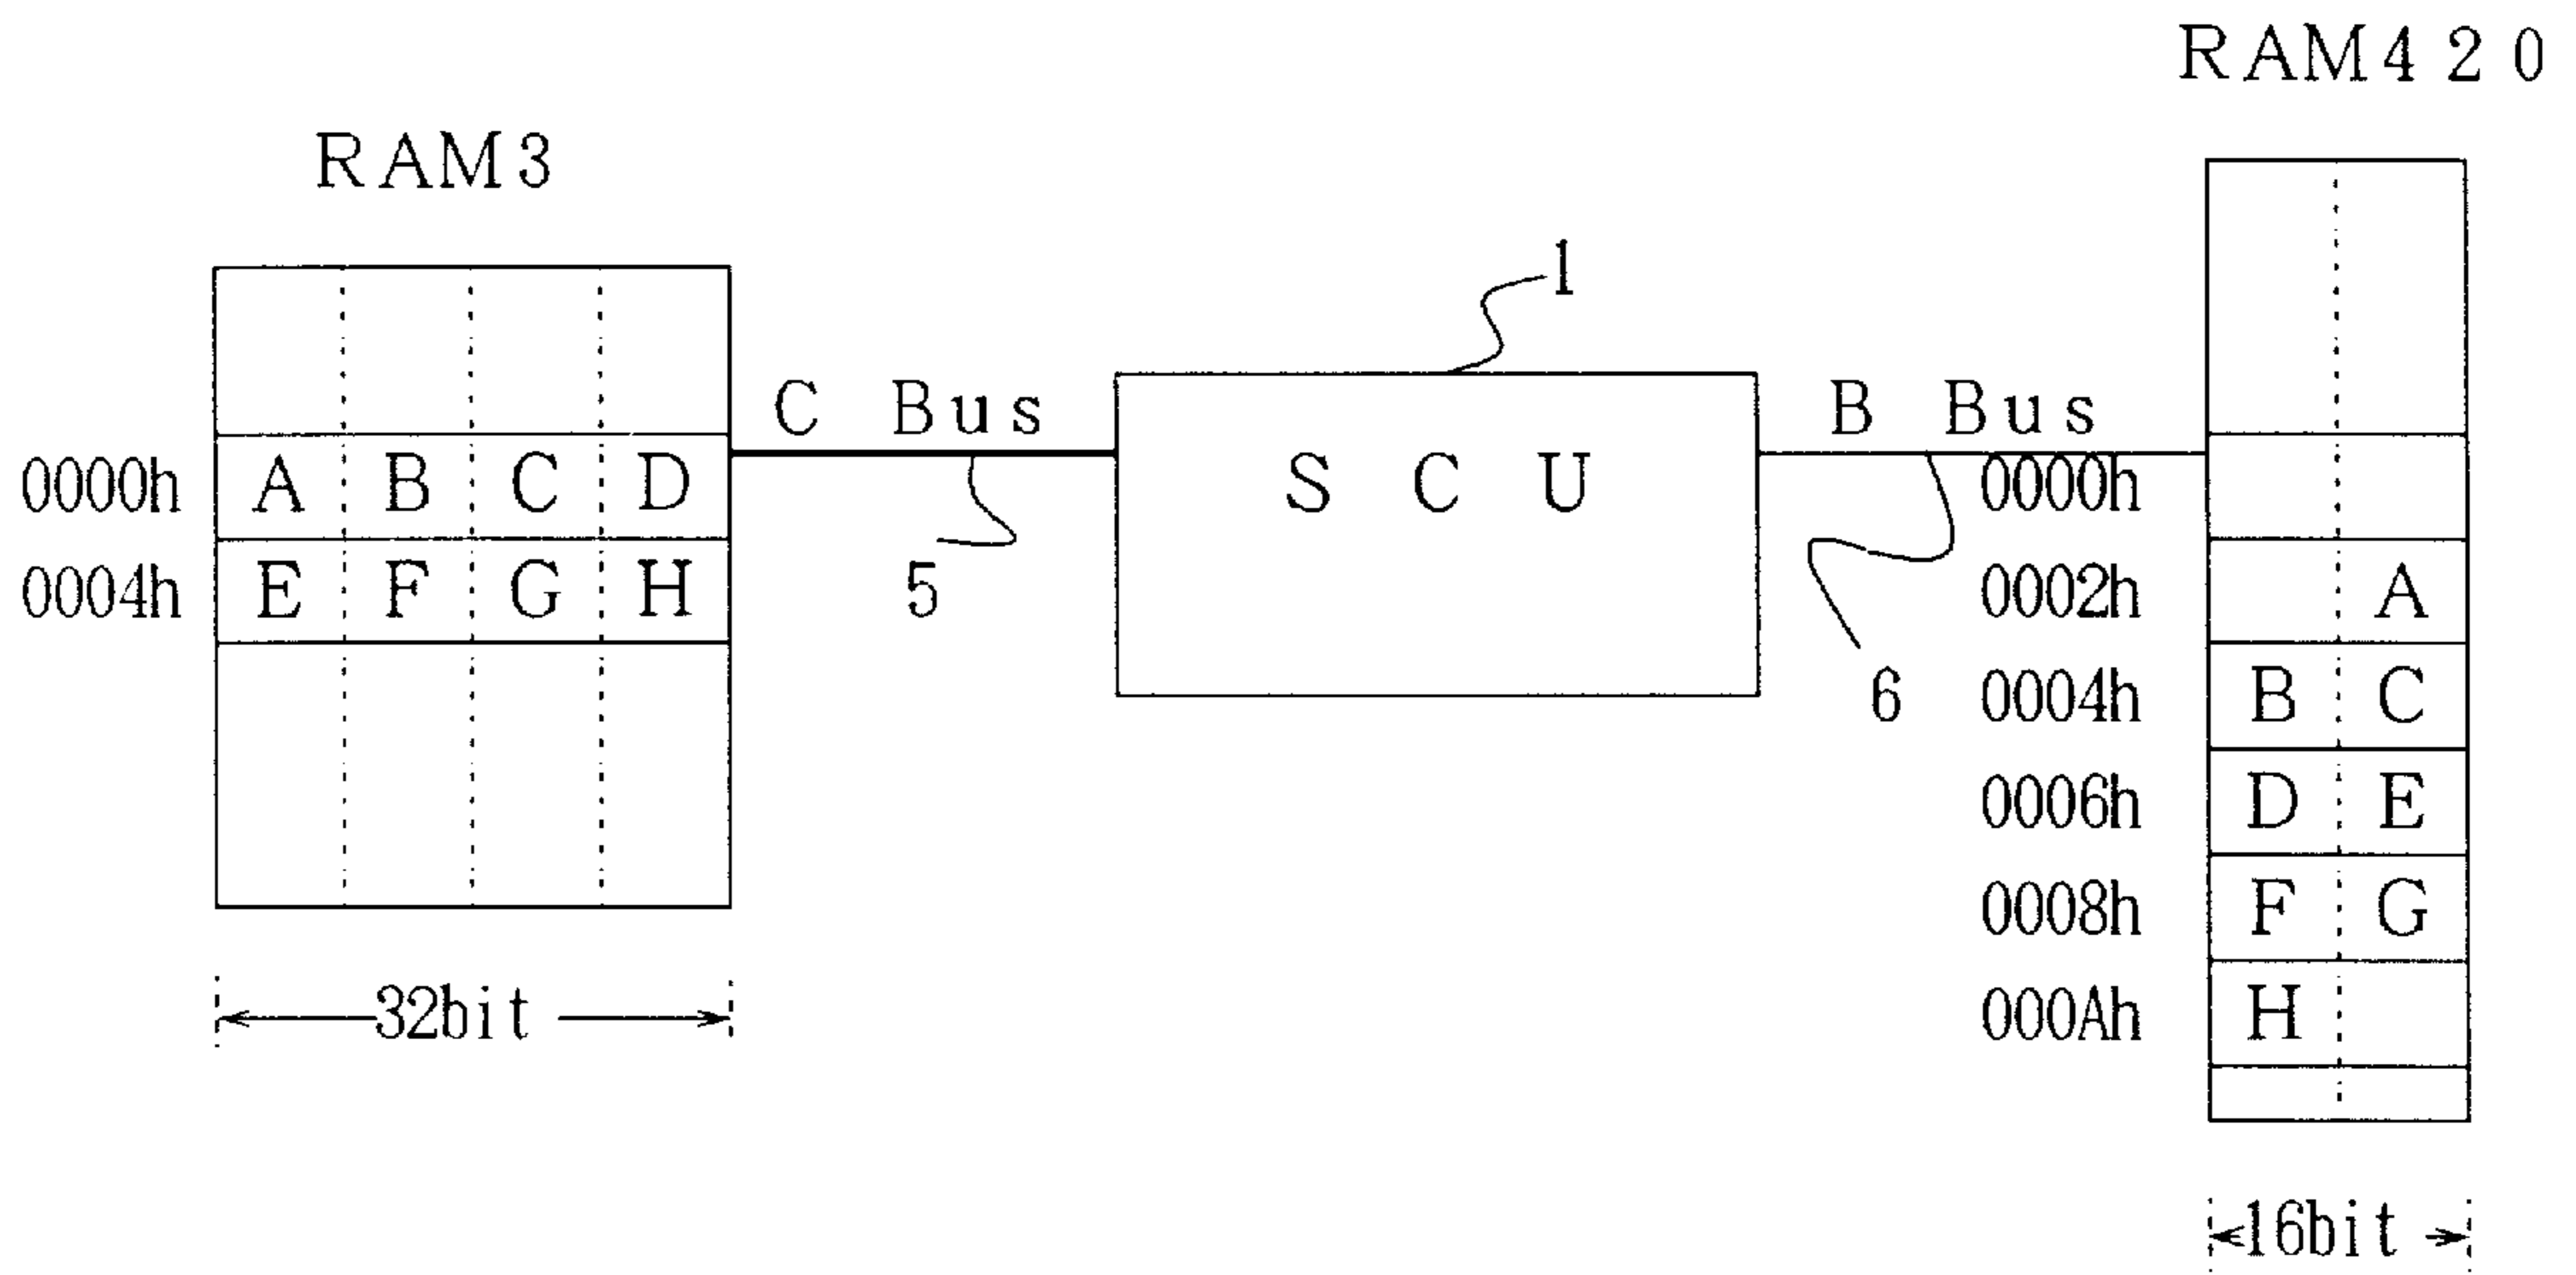 RAM420
RAM3
1
C Bus
B Bus
0000h A B C D
S C U
0000h
0004h E F G H
5
0002h A
6
0004h B C
0006h D E
0008h F G
32bit
000Ah H
16bit